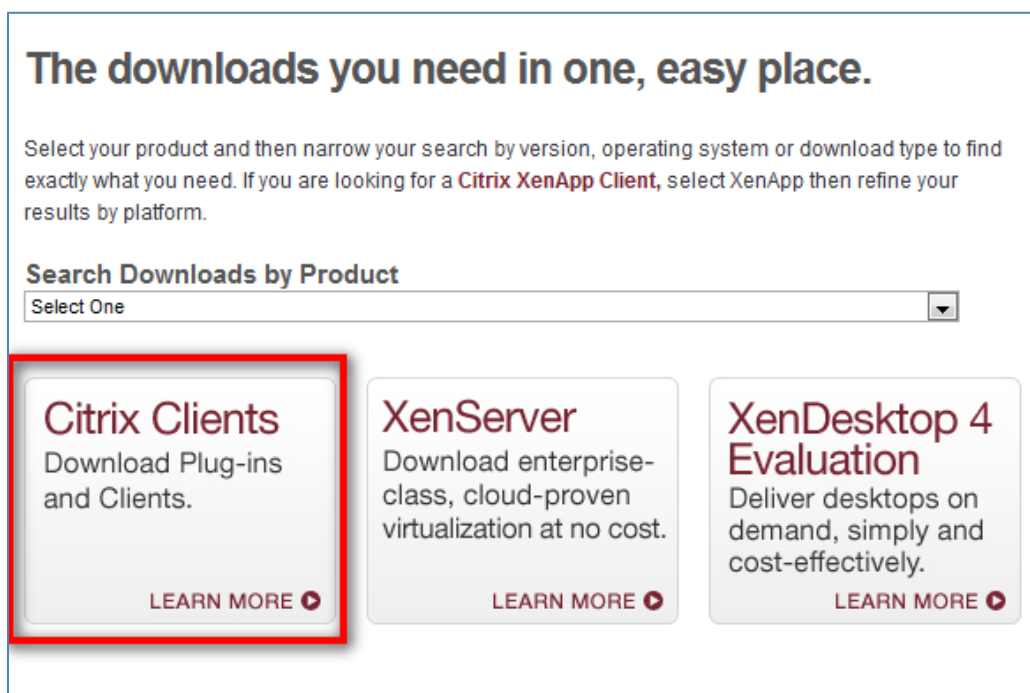 The downloads you need in one, easy place.
Select your product and then narrow your search by version, operating system or download type to find
exactly what you need. If you are looking for a Citrix XenApp Client, select XenApp then refine your
results by platform.
Search Downloads by Product
Select One
Citrix Clients
Download Plug-ins
and Clients.
LEARN MORE
XenServer
Download enterprise-
class, cloud-proven
virtualization at no cost.
LEARN MORE
XenDesktop 4
Evaluation
Deliver desktops on
demand, simply and
cost-effectively.
LEARN MORE